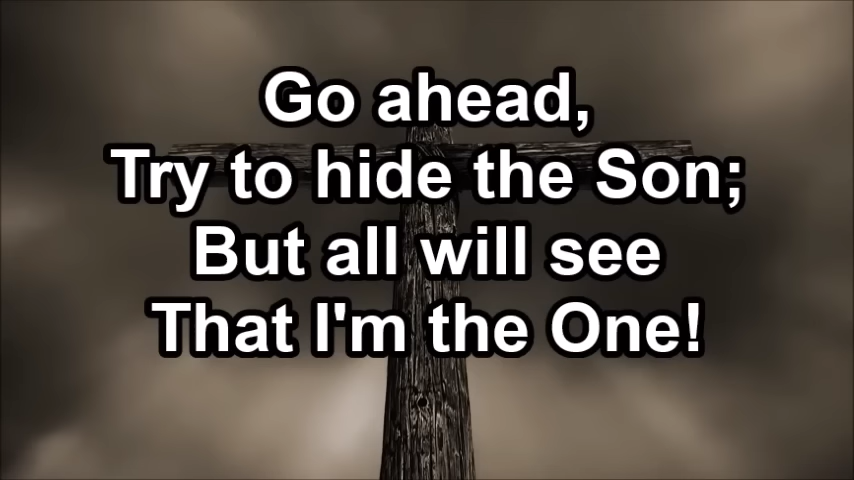 Go ahead,
Try to hide the Son;
But all will see
That I'm the One!